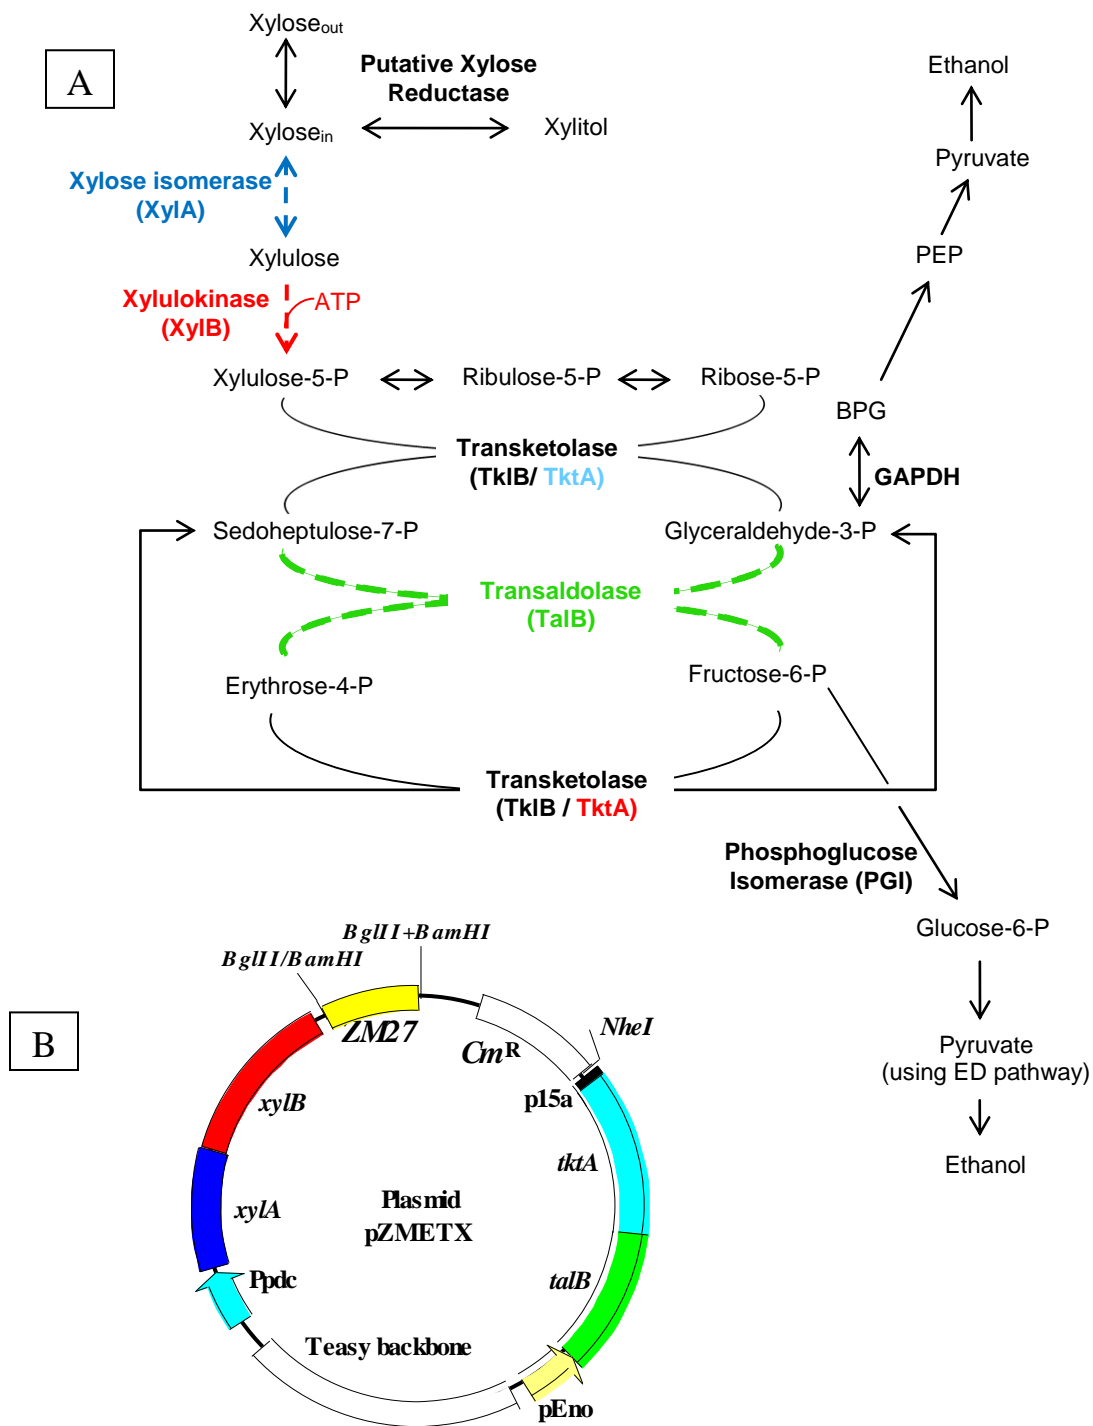 A
Xyloseout
Putative Xylose
Reductase
Xylosein
Xylitol
Xylose isomerase
(XylA)
Xylulose
Xylulokinase
(XylB)
ATP
Xylulose-5-P
Ribulose-5-P
Ribose-5-P
Transketolase
(TklB/ TktA)
Sedoheptulose-7-P
Glyceraldehyde-3-P
Transaldolase
(TalB)
Erythrose-4-P
Fructose-6-P
Transketolase
(TklB / TktA)
Ethanol
Pyruvate
PEP
BPG
GAPDH
Phosphoglucose
Isomerase (PGI)
Glucose-6-P
Pyruvate
(using ED pathway)
Ethanol
B
BglII+BamHI
BglII/BamHI
ZM27
CmR
NheI
p15a
xylB
tktA
xylA
Plasmid
pZMETX
talB
Ppdc
Teasy backbone
pEno